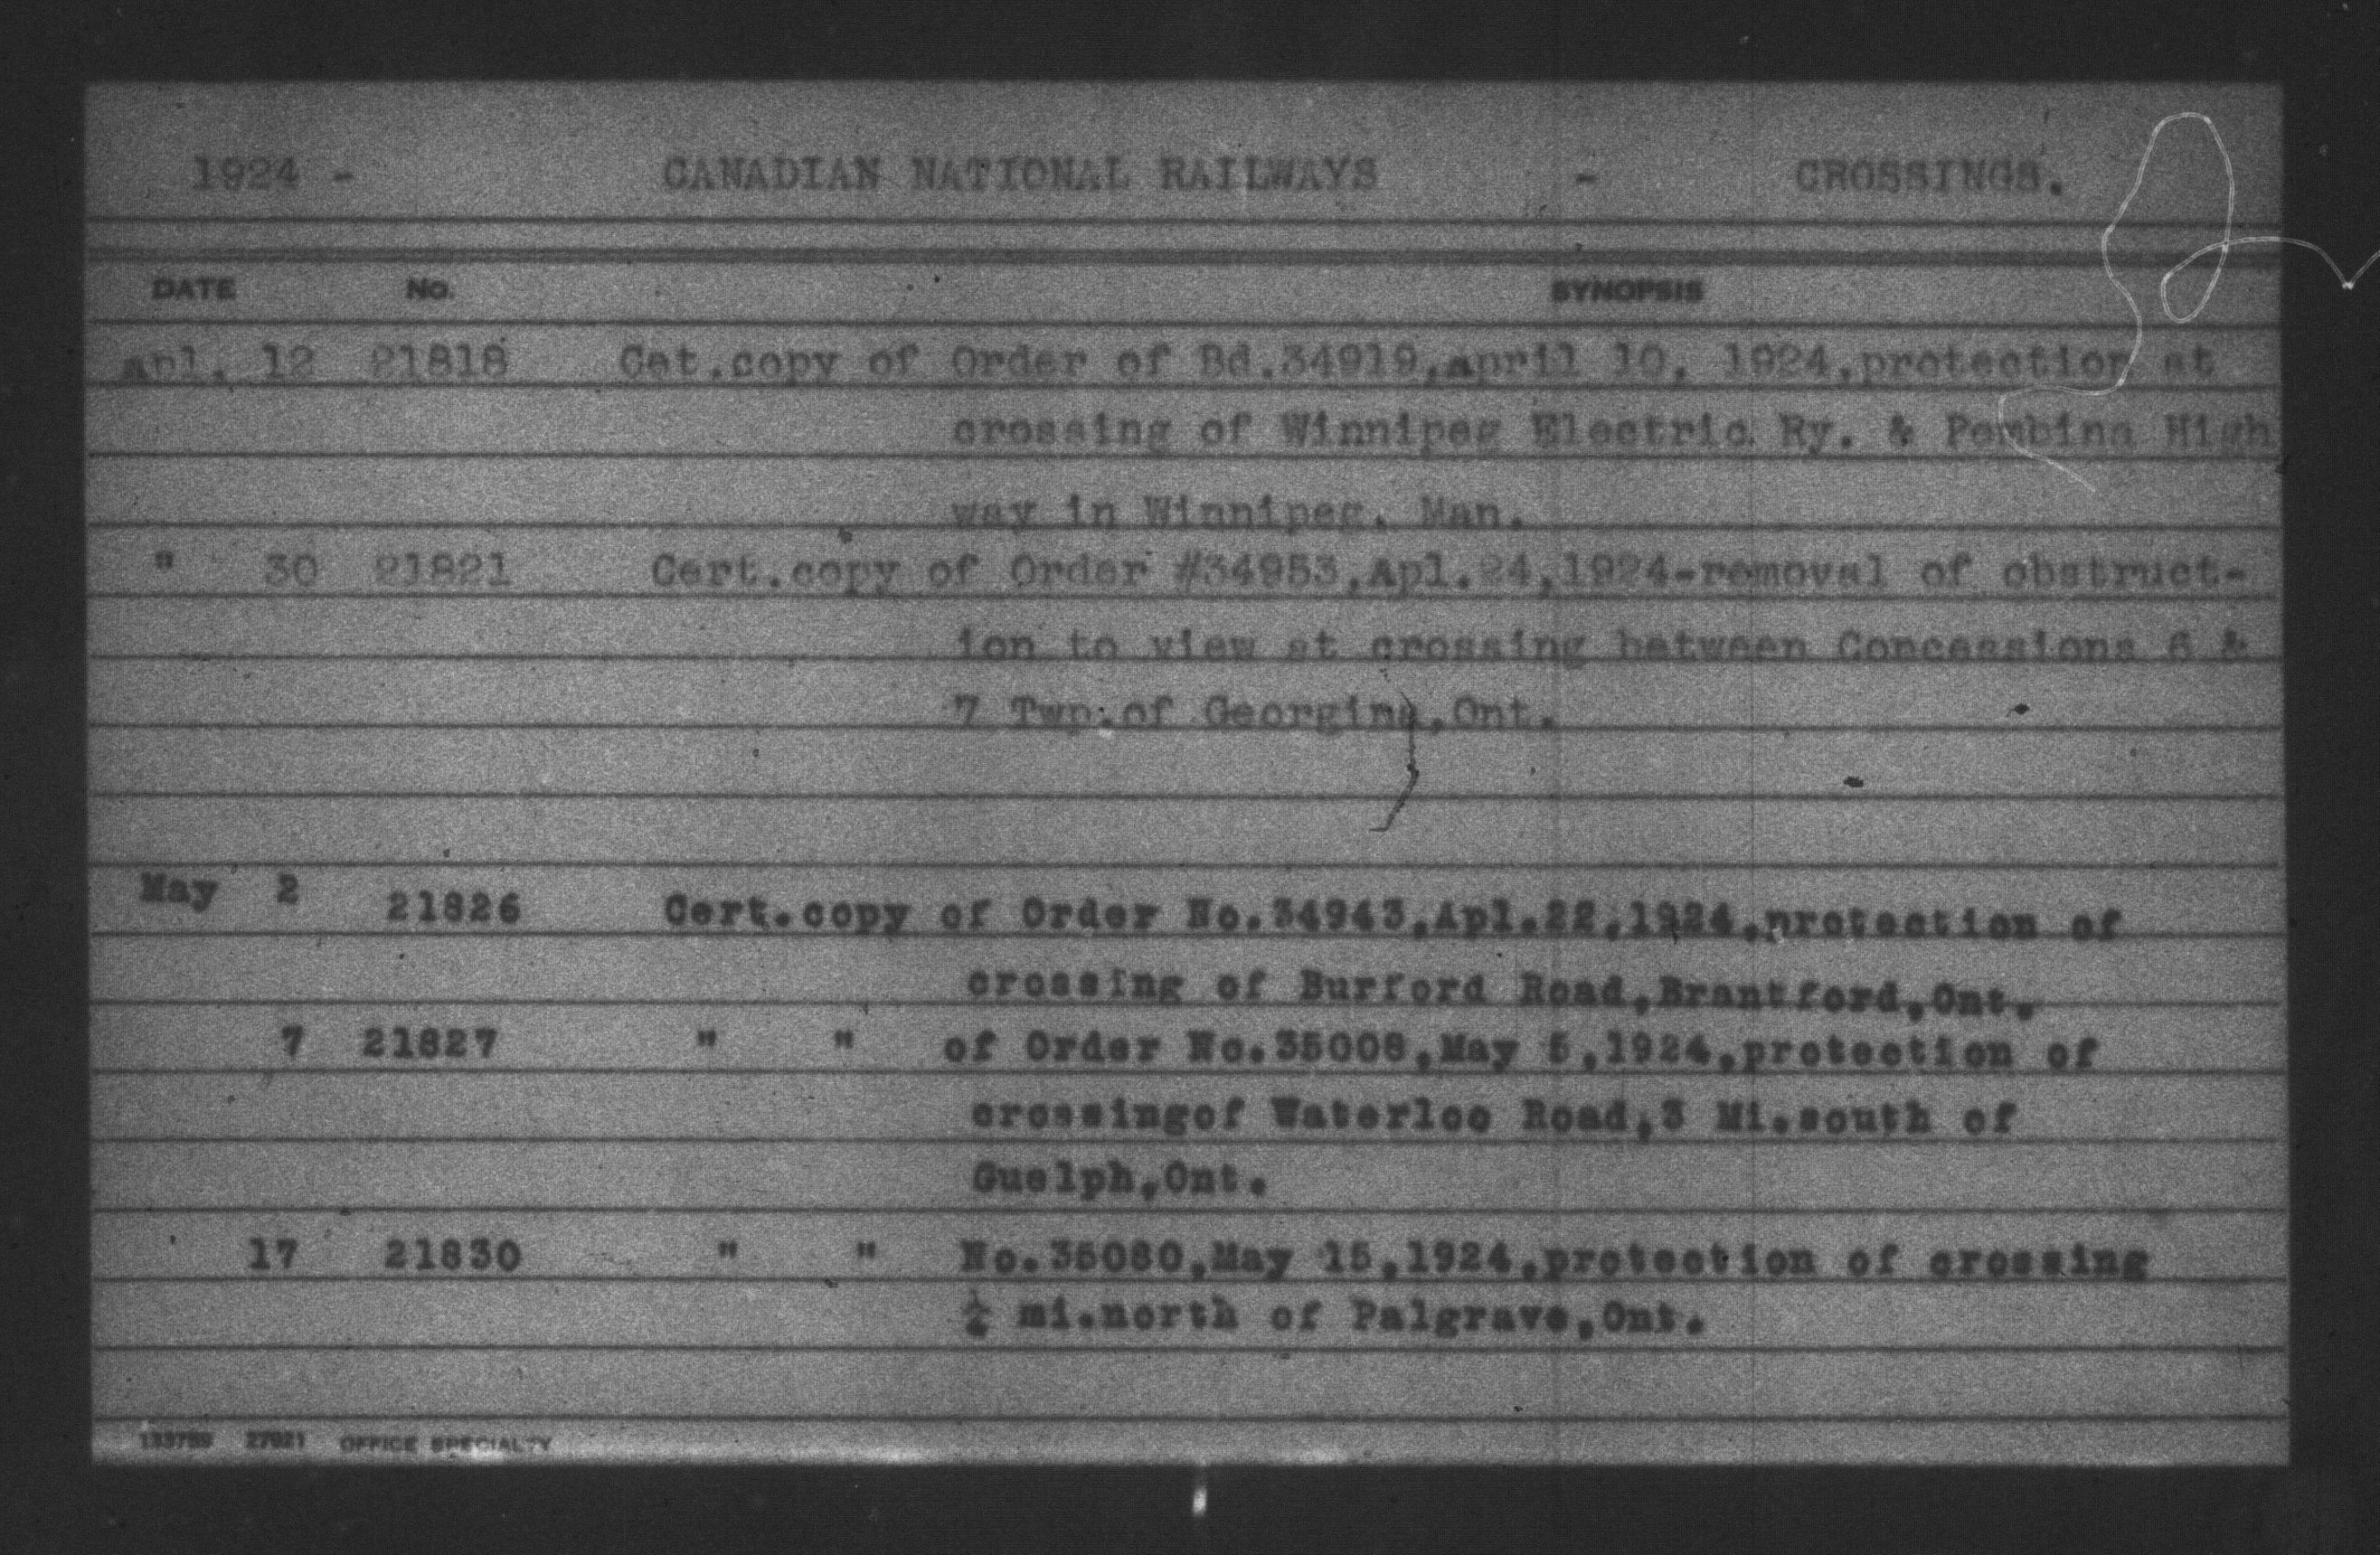 1924 - CANADIAN NATIONAL RAILWAYS - CROSSINGS.
DATE No. SYNOPSIS
Apl. 12 21818 Cet.copy of Order of Bd.34919,April 10, 1924,protection at
crossing of Winnipeg Electric Ry. & Pembina High
way in Winnipeg, Man.
" 30 21821 Cert.copy of Order #34953,Apl.24,1924-removal of obstruct-
ion to view at crossing between Concessions 6 &
7 Twp.of Georgina,Ont.
May 2 21826 Cert.copy of Order No.34943,Apl.22,1924,protection of
crossing of Burford Road,Brantford,Ont.
7 21827 " " of Order No.35008,May 5,1924,protection of
crossingof Waterloo Road,3 Mi.south of
Guelph,Ont.
17 21830 " " No.35080,May 15,1924,protection of crossing
¼ mi.north of Palgrave,Ont.
OFFICE SPECIALTY